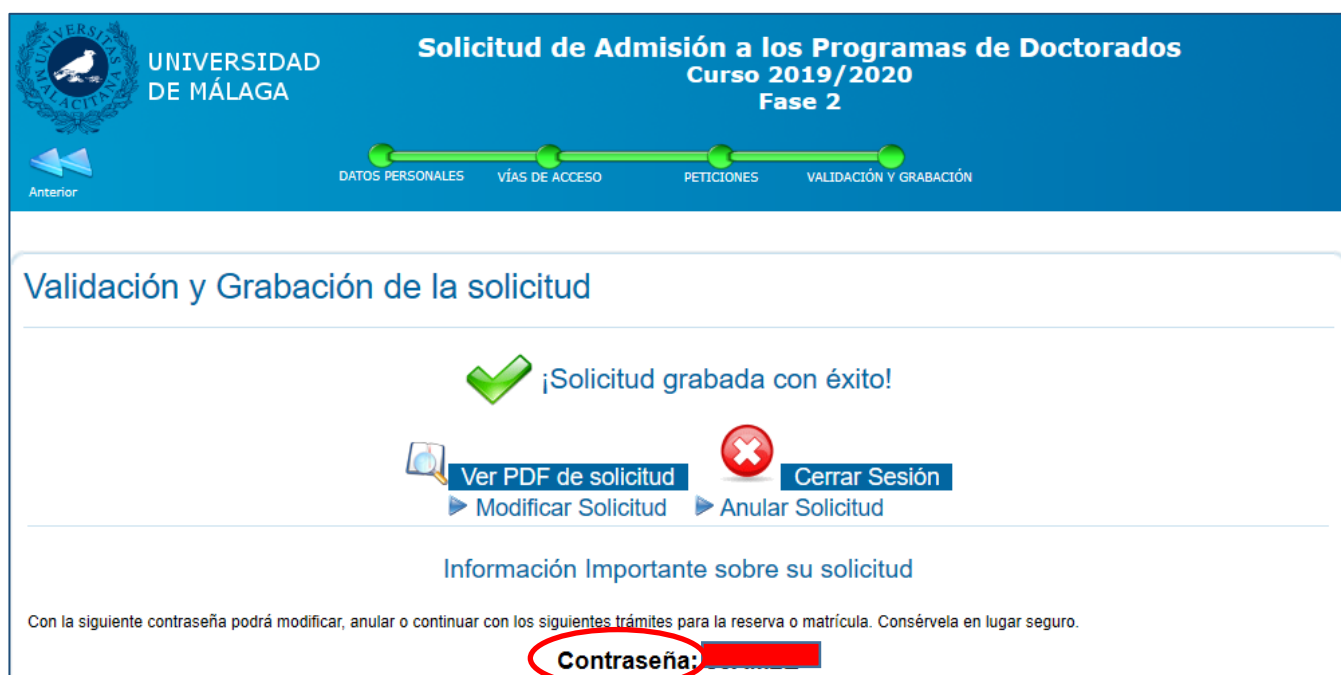 UNIVERSIDAD
DE MÁLAGA
Solicitud de Admisión a los Programas de Doctorados
Curso 2019/2020
Fase 2
Anterior
DATOS PERSONALES VÍAS DE ACCESO PETICIONES VALIDACIÓN Y GRABACIÓN
Validación y Grabación de la solicitud
¡Solicitud grabada con éxito!
Ver PDF de solicitud Cerrar Sesión
Modificar Solicitud Anular Solicitud
Información Importante sobre su solicitud
Con la siguiente contraseña podrá modificar, anular o continuar con los siguientes trámites para la reserva o matrícula. Consérvela en lugar seguro.
Contraseña: